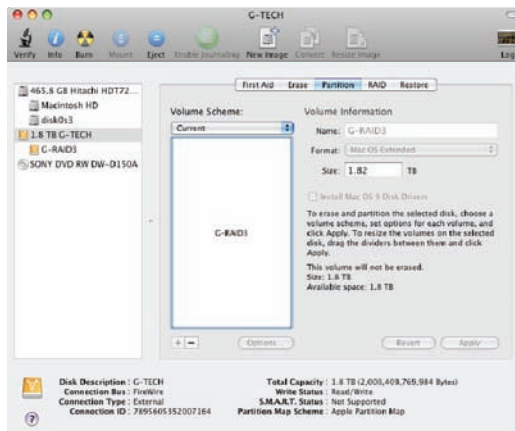 G-TECH
Verify Info Burn Mount Eject Enable Journaling New Image Convert Resize Image Log
First Aid Erase Partition RAID Restore
465.8 GB Hitachi HDT72...
Macintosh HD
disk0s3
1.8 TB G-TECH
G-RAID3
SONY DVD RW DW-D150A
Volume Scheme:
Current
G-RAID3
+ − Options...
Volume Information
Name: G-RAID3
Format: Mac OS Extended
Size: 1.82 TB
Install Mac OS 9 Disk Drivers
To erase and partition the selected disk, choose a
volume scheme, set options for each volume, and
click Apply. To resize the volumes on the selected
disk, drag the dividers between them and click
Apply.
This volume will not be erased.
Size: 1.8 TB
Available space: 1.8 TB
Revert Apply
Disk Description : G-TECH
Connection Bus : FireWire
Connection Type : External
Connection ID : 7895605352007164
Total Capacity : 1.8 TB (2,000,409,769,984 Bytes)
Write Status : Read/Write
S.M.A.R.T. Status : Not Supported
Partition Map Scheme : Apple Partition Map
?